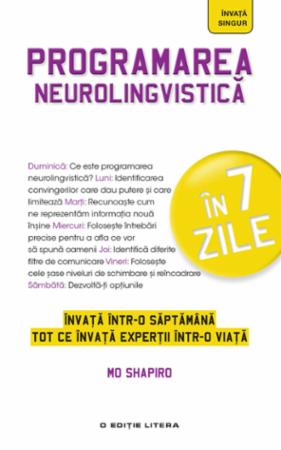 ÎNVAȚĂ
SINGUR
PROGRAMAREA
NEUROLINGVISTICĂ
Duminică: Ce este programarea
neurolingvistică? Luni: Identificarea
convingerilor care dau putere și care
limitează Marți: Recunoaște cum
ne reprezentăm informația nouă
înșine Miercuri: Folosește întrebări
precise pentru a afla ce vor
să spună oamenii Joi: Identifică diferite
filtre de comunicare Vineri: Folosește
cele șase niveluri de schimbare și reîncadrare
Sâmbătă: Dezvoltă-ți opțiunile
ÎN 7
ZILE
ÎNVAȚĂ ÎNTR-O SĂPTĂMÂNĂ
TOT CE ÎNVAȚĂ EXPERȚII ÎNTR-O VIAȚĂ
MO SHAPIRO
O EDIȚIE LITERA